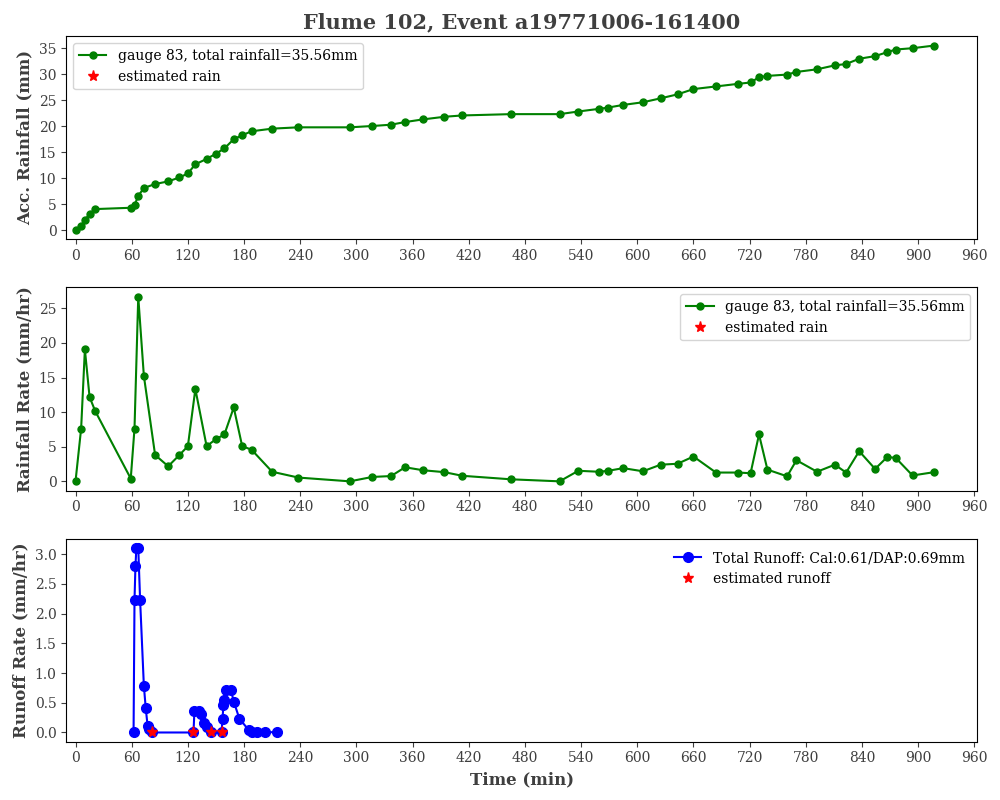 Flume 102, Event a19771006-161400
Acc. Rainfall (mm)
35
30
25
20
15
10
5
0
gauge 83, total rainfall=35.56mm
estimated rain
0 60 120 180 240 300 360 420 480 540 600 660 720 780 840 900 960
Rainfall Rate (mm/hr)
25
20
15
10
5
0
gauge 83, total rainfall=35.56mm
estimated rain
0 60 120 180 240 300 360 420 480 540 600 660 720 780 840 900 960
Runoff Rate (mm/hr)
3.0
2.5
2.0
1.5
1.0
0.5
0.0
Total Runoff: Cal:0.61/DAP:0.69mm
estimated runoff
0 60 120 180 240 300 360 420 480 540 600 660 720 780 840 900 960
Time (min)